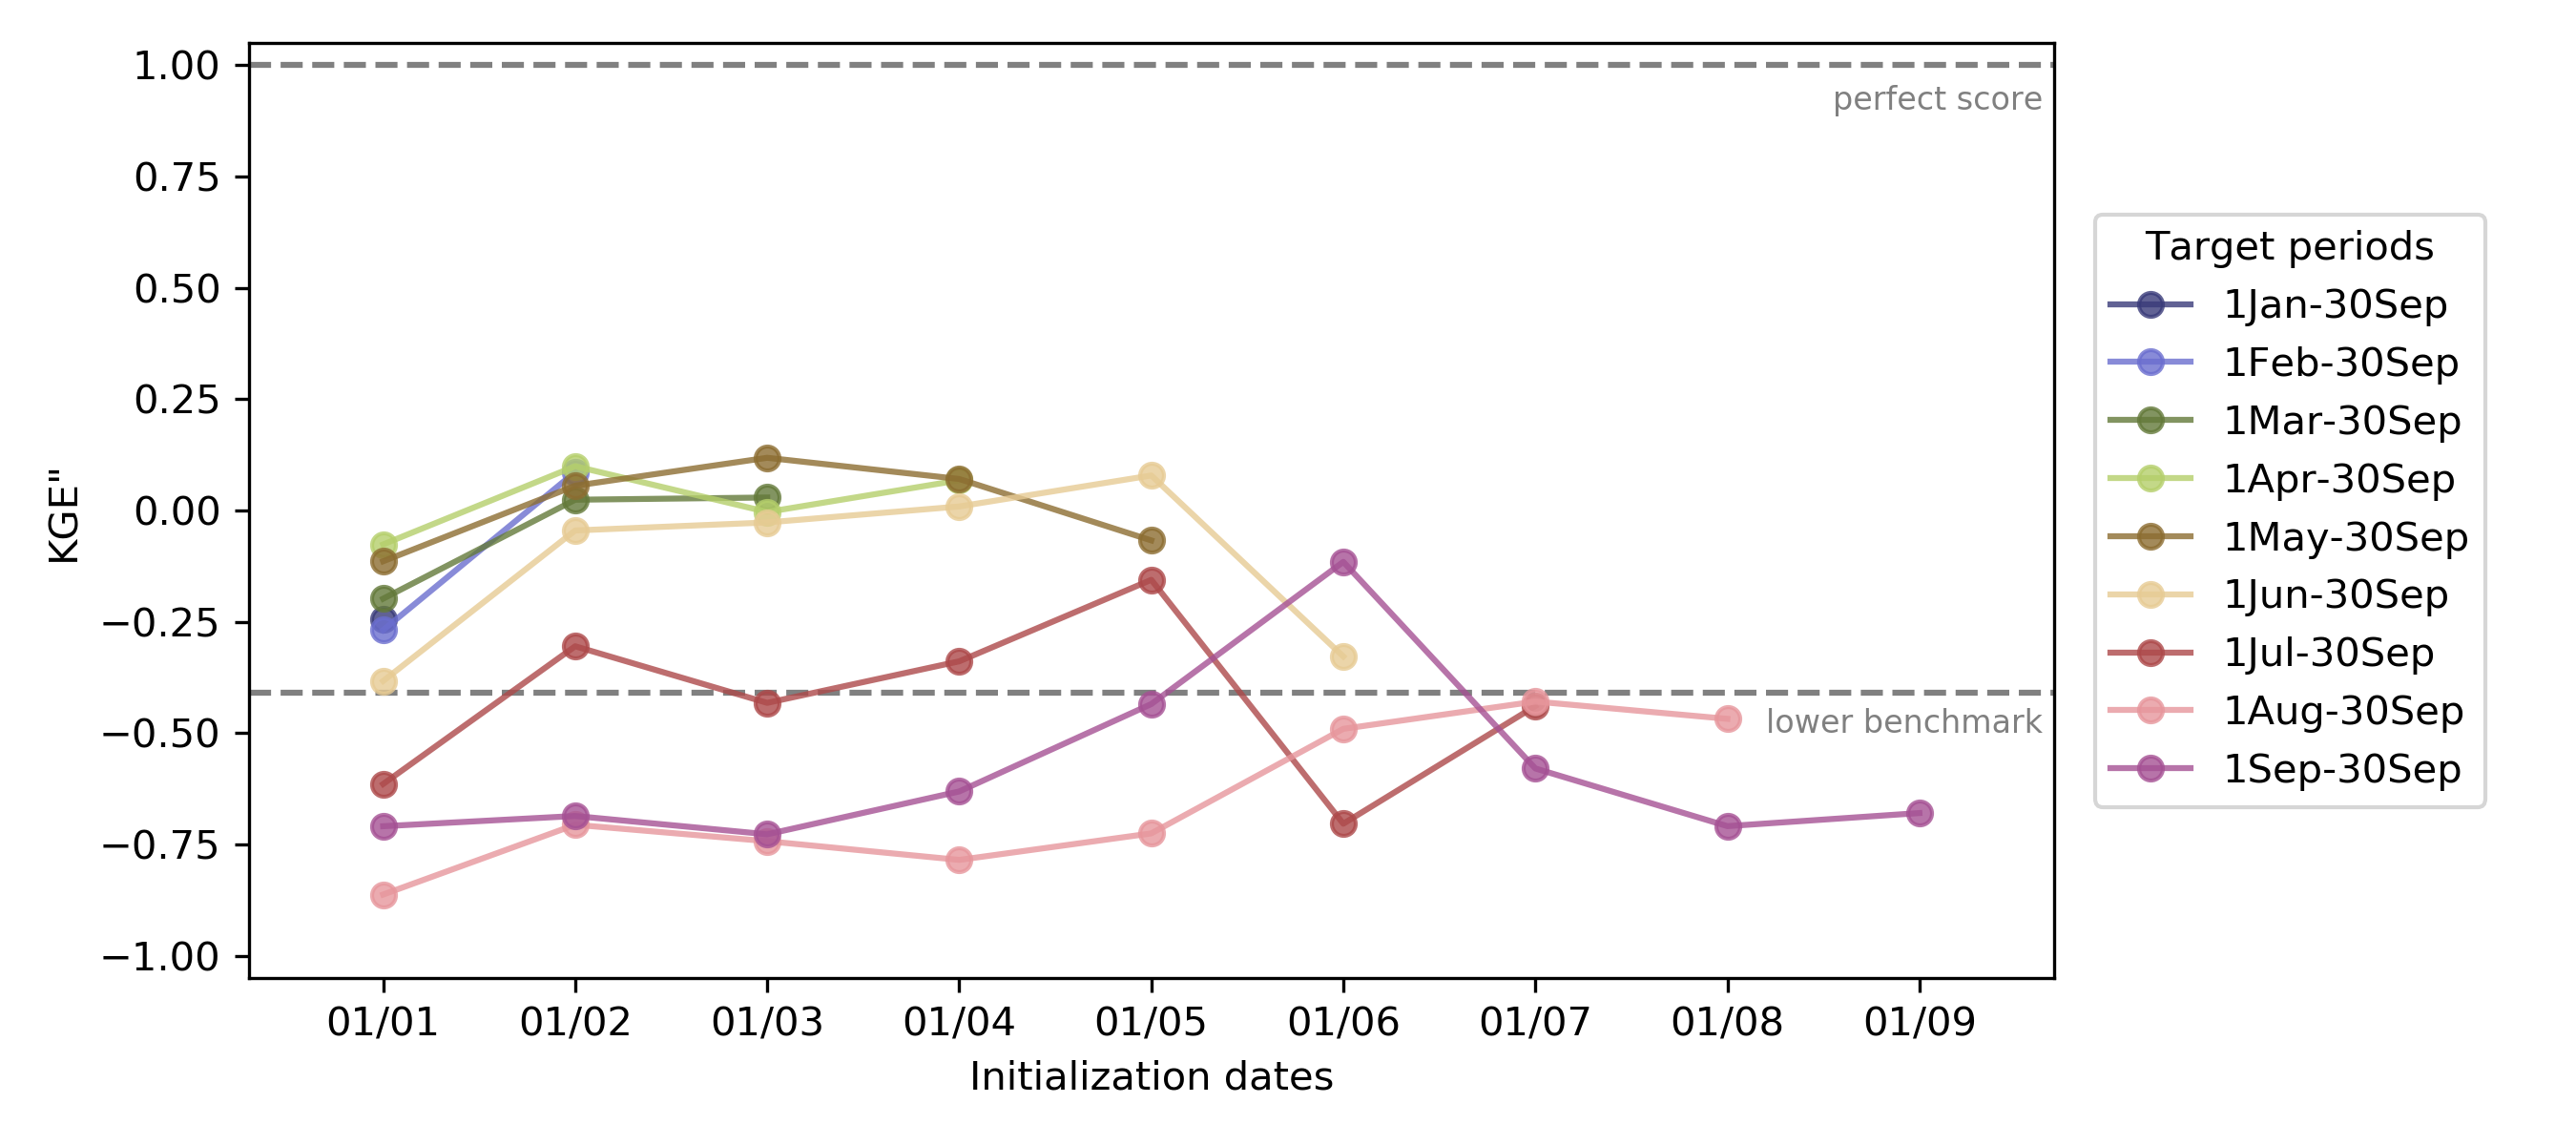 1.00
0.75
0.50
0.25
0.00
−0.25
−0.50
−0.75
−1.00
KGE"
perfect score
lower benchmark
01/01 01/02 01/03 01/04 01/05 01/06 01/07 01/08 01/09
Initialization dates
Target periods
1Jan-30Sep
1Feb-30Sep
1Mar-30Sep
1Apr-30Sep
1May-30Sep
1Jun-30Sep
1Jul-30Sep
1Aug-30Sep
1Sep-30Sep